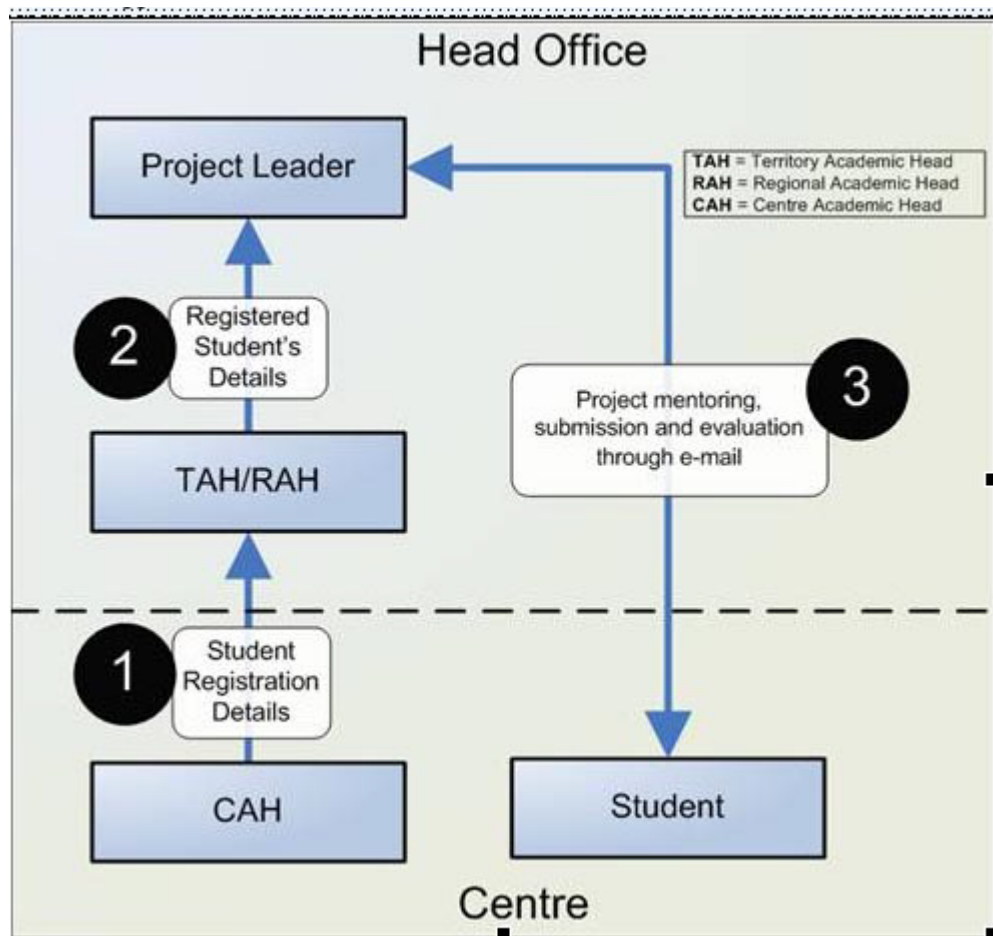 Head Office
Project Leader
TAH = Territory Academic Head
RAH = Regional Academic Head
CAH = Centre Academic Head
2
Registered
Student's
Details
3
Project mentoring,
submission and evaluation
through e-mail
TAH/RAH
1
Student
Registration
Details
CAH
Student
Centre